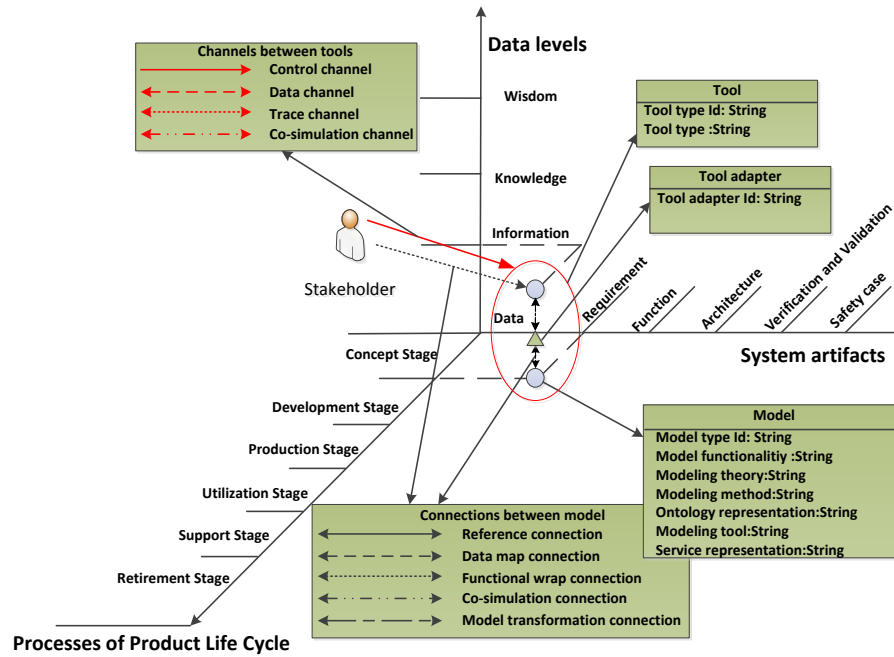 Channels between tools
Control channel
Data channel
Trace channel
Co-simulation channel
Data levels
Wisdom
Knowledge
Information
Data
Tool
Tool type Id: String
Tool type :String
Tool adapter
Tool adapter Id: String
Stakeholder
Requirement
Function
Architecture
Verification and Validation
Safety case
System artifacts
Concept Stage
Development Stage
Production Stage
Utilization Stage
Support Stage
Retirement Stage
Processes of Product Life Cycle
Model
Model type Id: String
Model functionalitiy :String
Modeling theory:String
Modeling method:String
Ontology representation:String
Modeling tool:String
Service representation:String
Connections between model
Reference connection
Data map connection
Functional wrap connection
Co-simulation connection
Model transformation connection